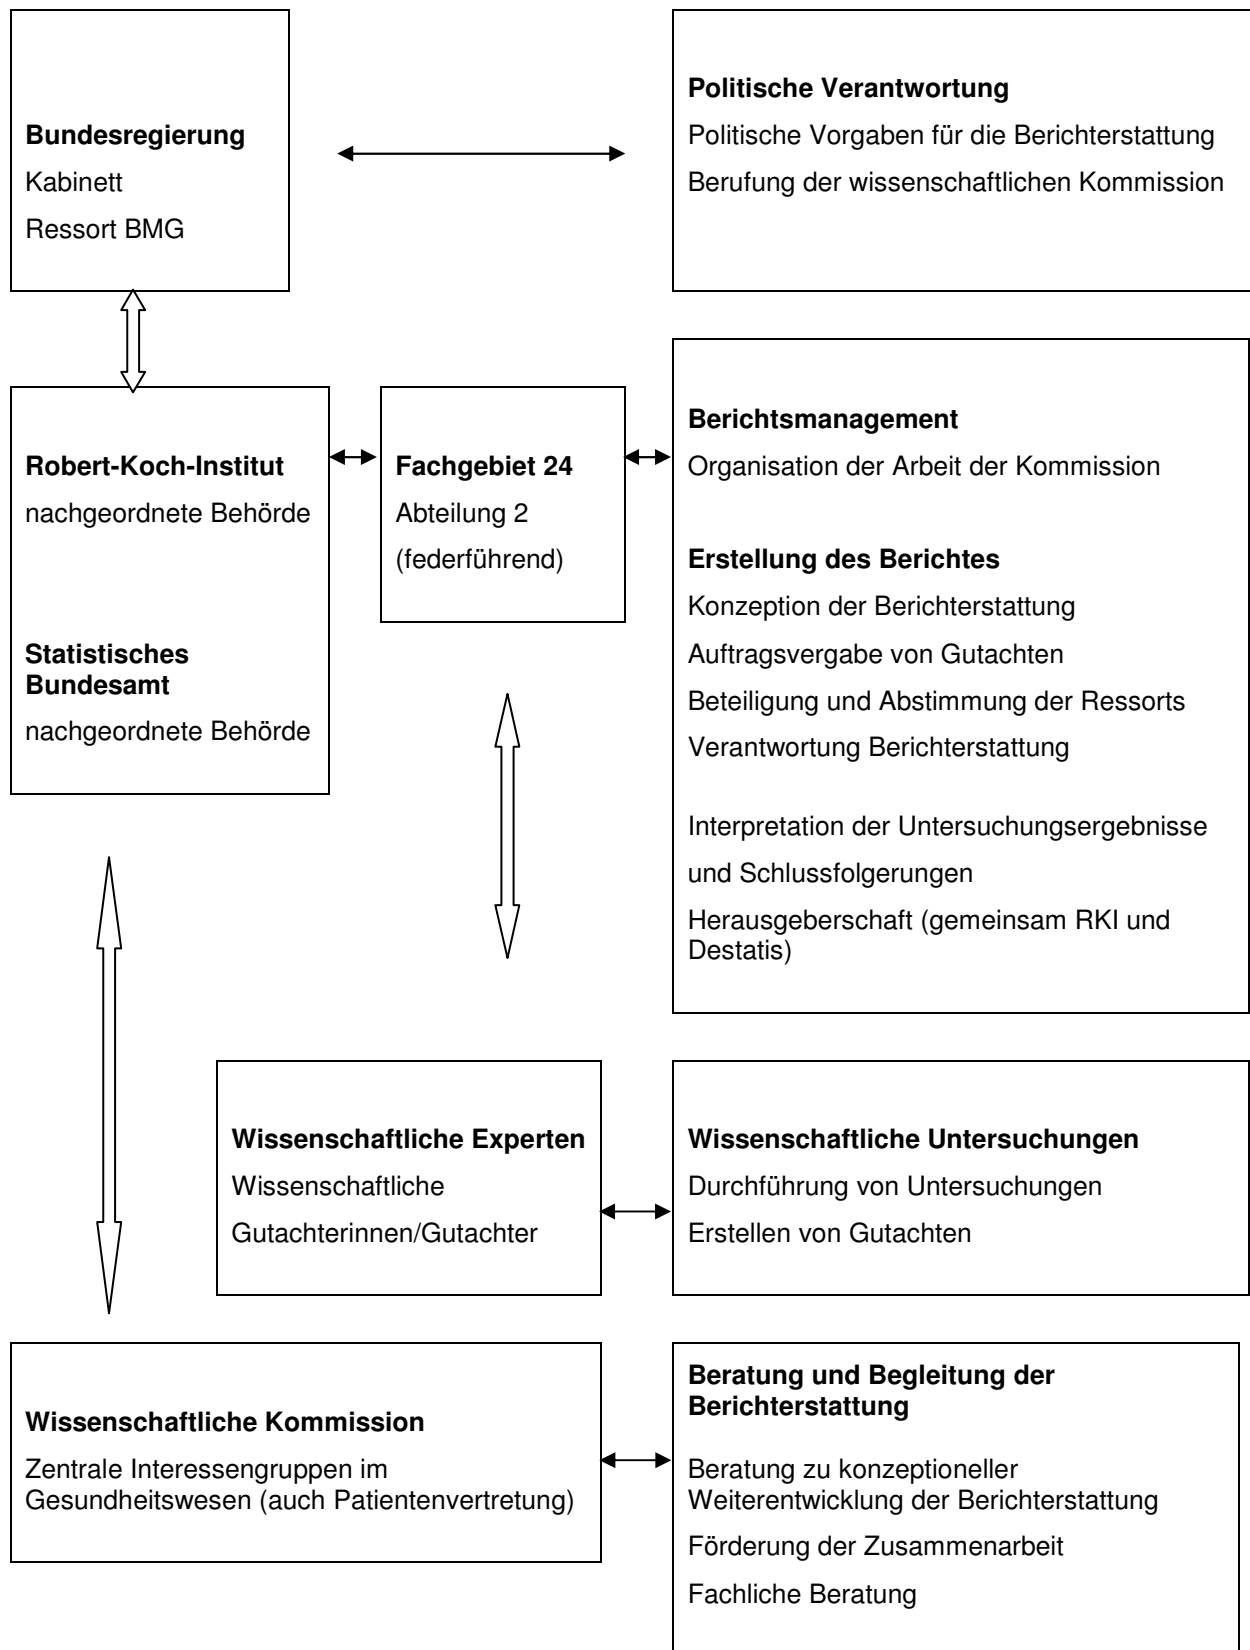 Bundesregierung
Kabinett
Ressort BMG
Politische Verantwortung
Politische Vorgaben für die Berichterstattung
Berufung der wissenschaftlichen Kommission
Robert-Koch-Institut
nachgeordnete Behörde
Statistisches
Bundesamt
nachgeordnete Behörde
Fachgebiet 24
Abteilung 2
(federführend)
Berichtsmanagement
Organisation der Arbeit der Kommission
Erstellung des Berichtes
Konzeption der Berichterstattung
Auftragsvergabe von Gutachten
Beteiligung und Abstimmung der Ressorts
Verantwortung Berichterstattung
Interpretation der Untersuchungsergebnisse
und Schlussfolgerungen
Herausgeberschaft (gemeinsam RKI und
Destatis)
Wissenschaftliche Experten
Wissenschaftliche
Gutachterinnen/Gutachter
Wissenschaftliche Untersuchungen
Durchführung von Untersuchungen
Erstellen von Gutachten
Wissenschaftliche Kommission
Zentrale Interessengruppen im
Gesundheitswesen (auch Patientenvertretung)
Beratung und Begleitung der
Berichterstattung
Beratung zu konzeptioneller
Weiterentwicklung der Berichterstattung
Förderung der Zusammenarbeit
Fachliche Beratung